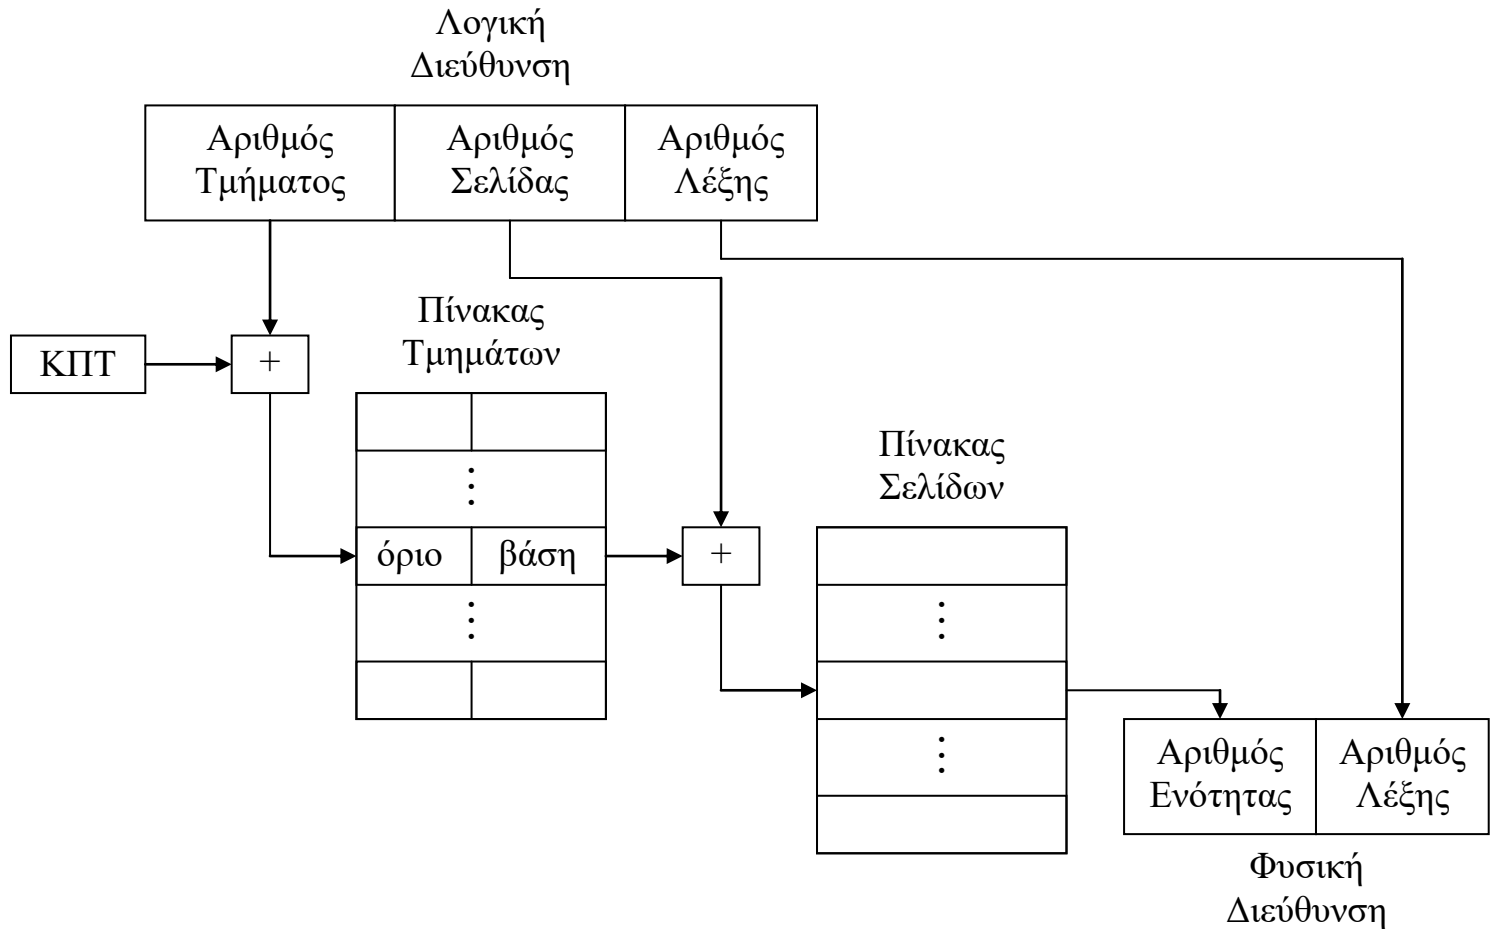 Λογική
Διεύθυνση
Αριθμός
Τμήματος
Αριθμός
Σελίδας
Αριθμός
Λέξης
Πίνακας
Τμημάτων
ΚΠΤ
+
Πίνακας
Σελίδων
όριο
βάση
+
Αριθμός
Ενότητας
Αριθμός
Λέξης
Φυσική
Διεύθυνση